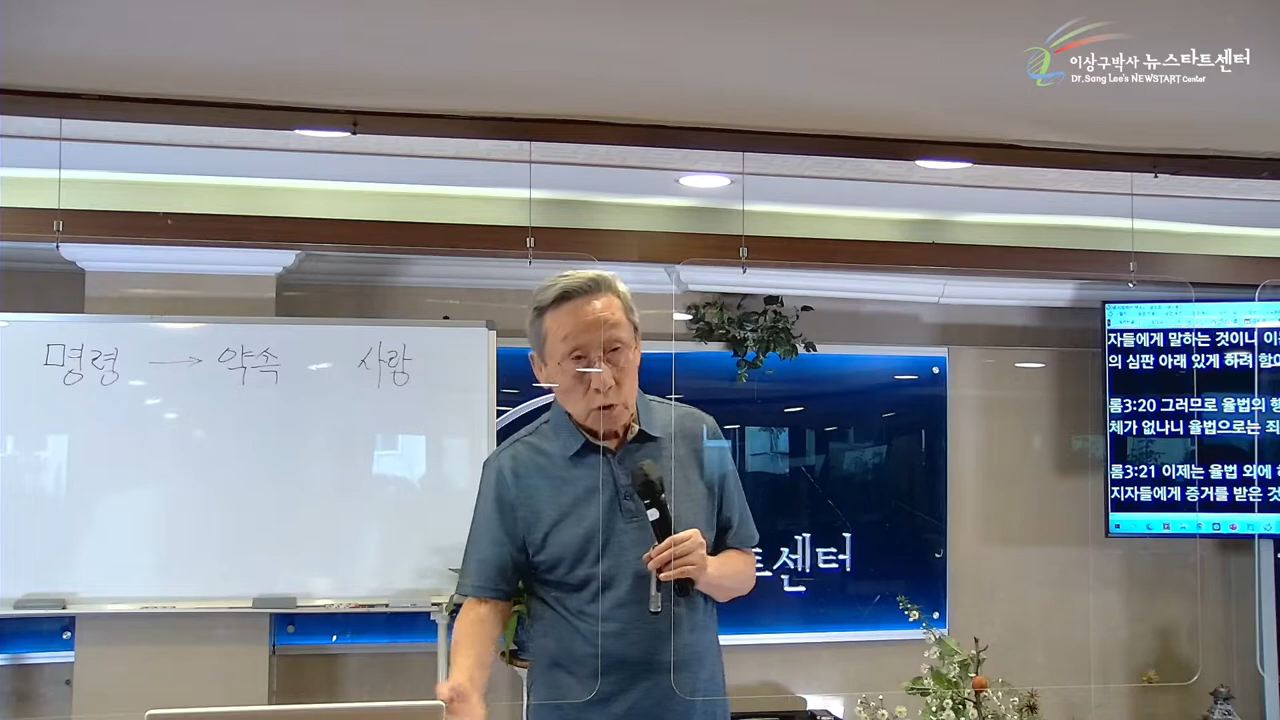 이상구박사 뉴스타트센터
Dr. Sang Lee's NEWSTART Center
명령 → 약속 사랑
자들에게 말하는 것이니 이
의 심판 아래 있게 하려 함이
롬3:20 그러므로 율법의 행
체가 없나니 율법으로는 죄
롬3:21 이제는 율법 외에 하
지자들에게 증거를 받은 것
트센터